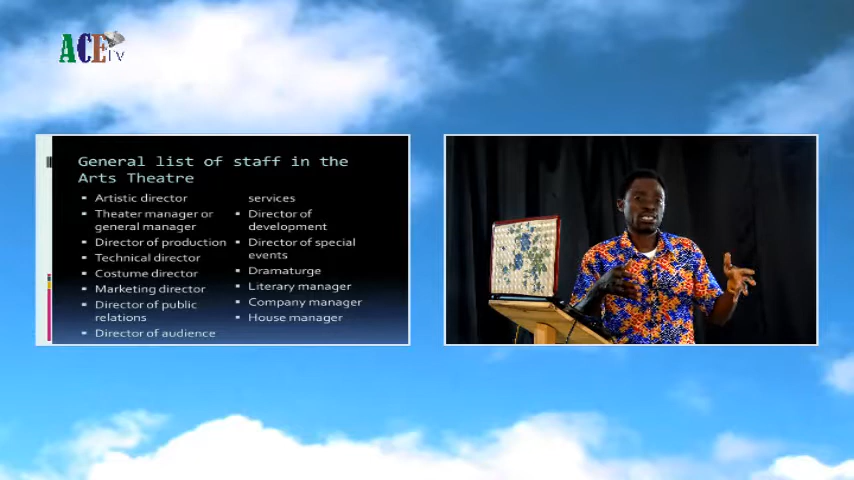 ACE TV
General list of staff in the
Arts Theatre
Artistic director
Theater manager or
general manager
Director of production
Technical director
Costume director
Marketing director
Director of public
relations
Director of audience
services
Director of
development
Director of special
events
Dramaturge
Literary manager
Company manager
House manager